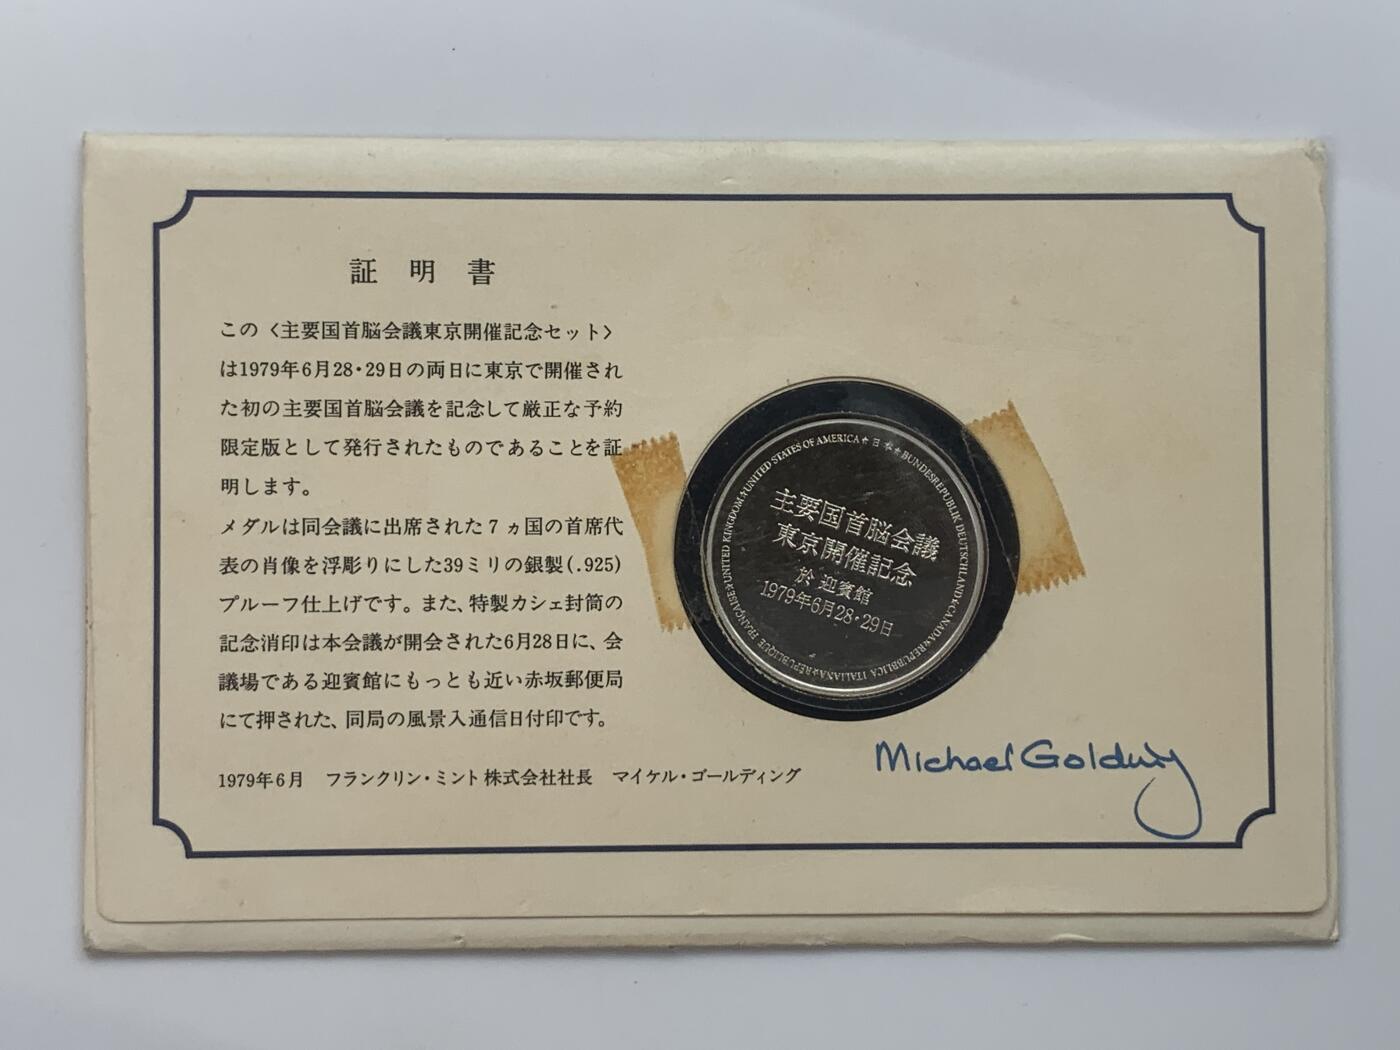 証明書
この〈主要国首脳会議東京開催記念セット〉
は1979年6月28・29日の両日に東京で開催され
た初の主要国首脳会議を記念して厳正な予約
限定版として発行されたものであることを証
明します。
メダルは同会議に出席された7ヵ国の首席代
表の肖像を浮彫りにした39ミリの銀製(.925)
プルーフ仕上げです。また、特製カシェ封筒の
記念消印は本会議が開会された6月28日に、会
議場である迎賓館にもっとも近い赤坂郵便局
にて押された、同局の風景入通信日付印です。
1979年6月 フランクリン・ミント株式会社社長 マイケル・ゴールディング
Michael Golding
UNITED STATES OF AMERICA★日本★BUNDESREPUBLIK DEUTSCHLAND★CANADA★REPUBBLICA ITALIANA★REPUBLIQUE FRANÇAISE★UNITED KINGDOM★
主要国首脳会議
東京開催記念
於 迎賓館
1979年6月28・29日